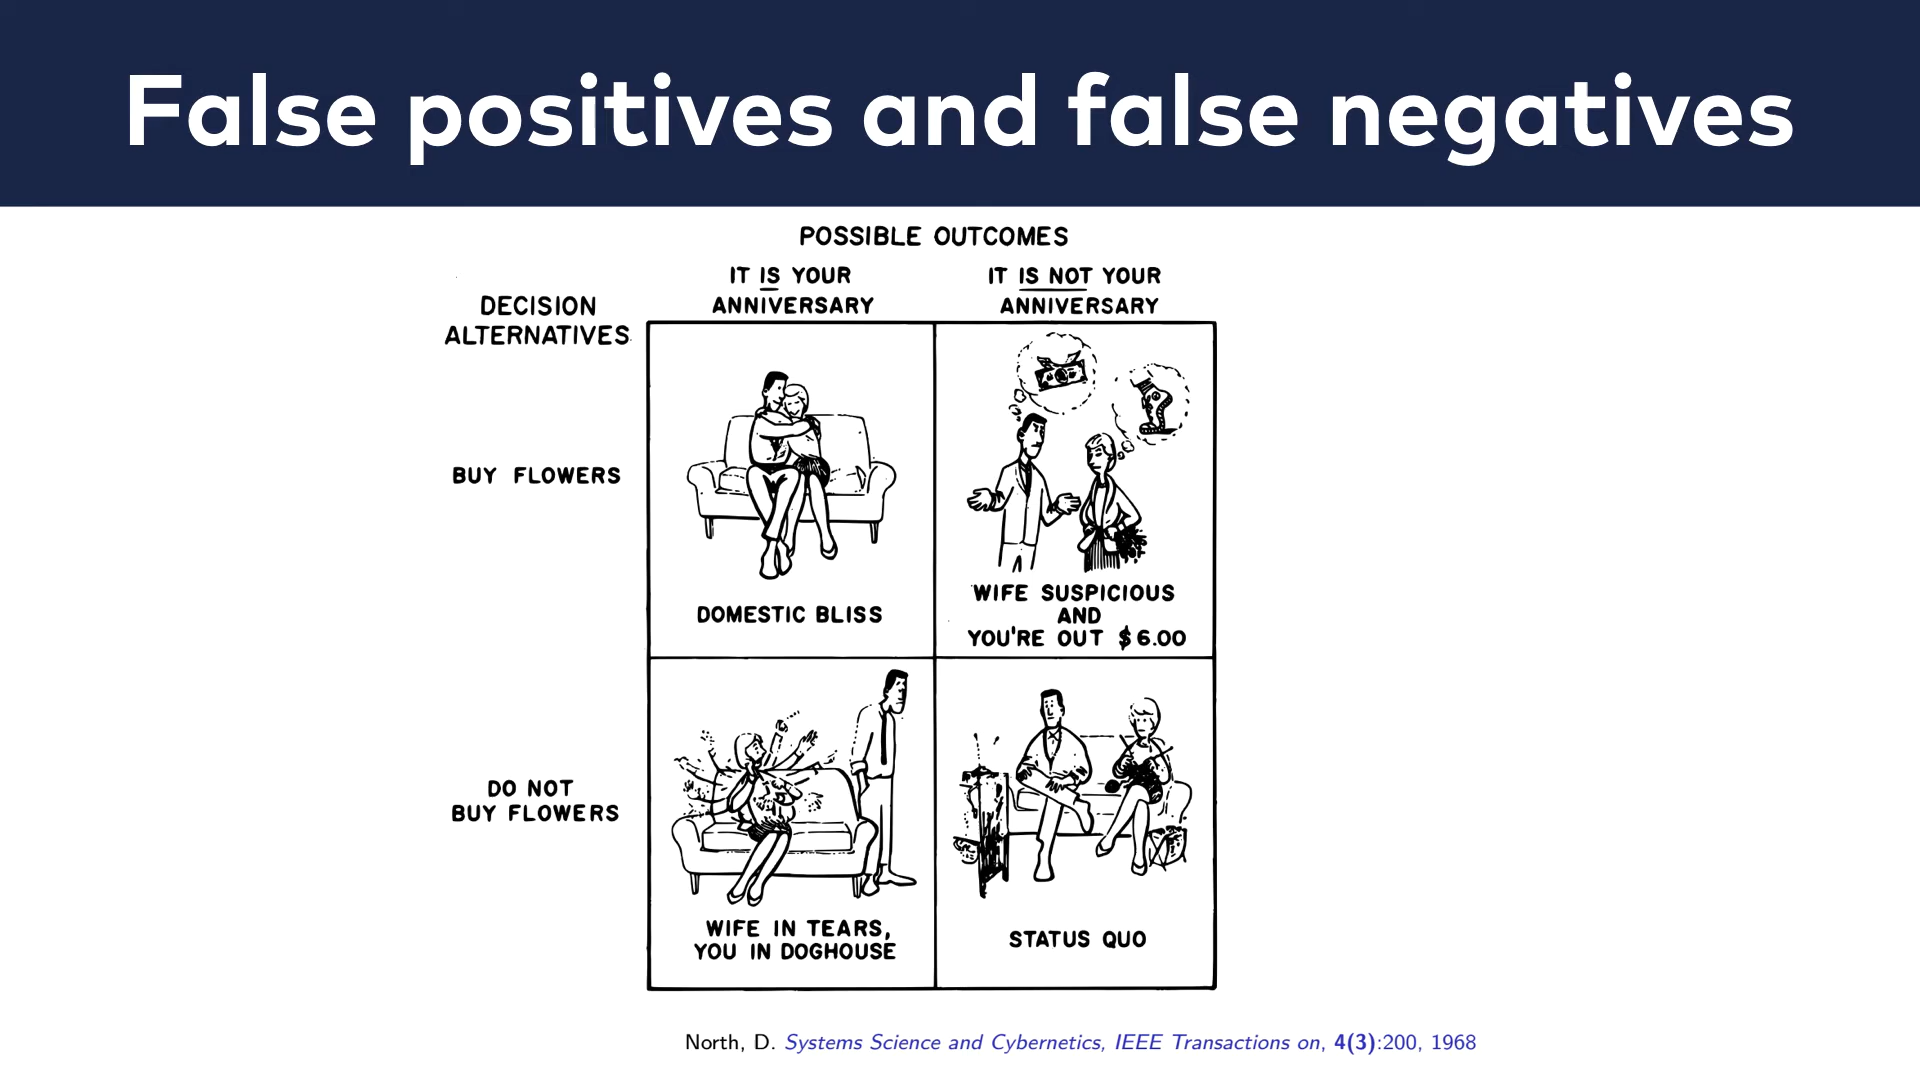 False positives and false negatives
POSSIBLE OUTCOMES
IT IS YOUR
ANNIVERSARY
IT IS NOT YOUR
ANNIVERSARY
DECISION
ALTERNATIVES
BUY FLOWERS
DOMESTIC BLISS
WIFE SUSPICIOUS
AND
YOU'RE OUT $6.00
DO NOT
BUY FLOWERS
WIFE IN TEARS,
YOU IN DOGHOUSE
STATUS QUO
North, D. Systems Science and Cybernetics, IEEE Transactions on, 4(3):200, 1968